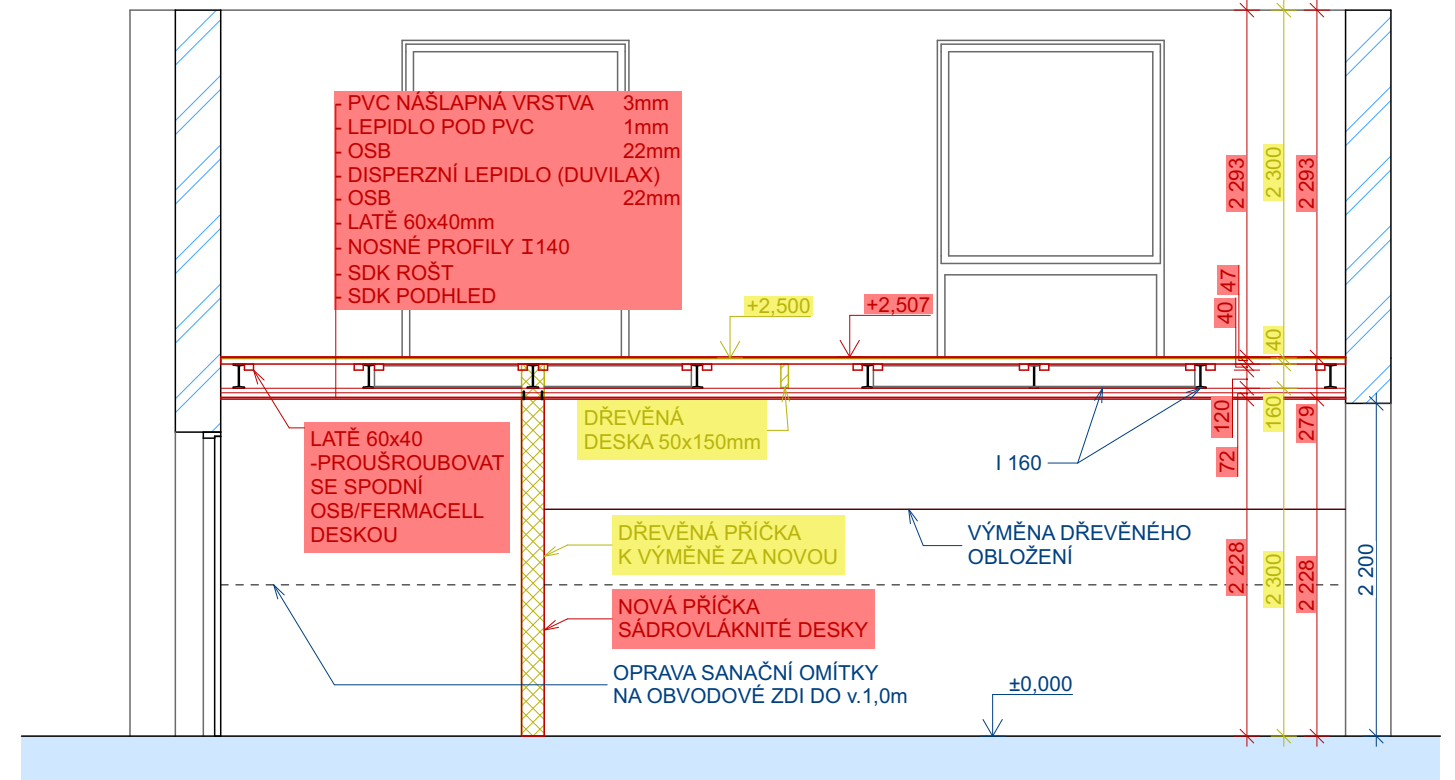 - PVC NÁŠLAPNÁ VRSTVA 3mm
- LEPIDLO POD PVC 1mm
- OSB 22mm
- DISPERZNÍ LEPIDLO (DUVILAX)
- OSB 22mm
- LATĚ 60x40mm
- NOSNÉ PROFILY I140
- SDK ROŠT
- SDK PODHLED
2 293
2 300
2 293
+2,500
+2,507
47
40
40
120
160
279
72
DŘEVĚNÁ
DESKA 50x150mm
LATĚ 60x40
-PROUŠROUBOVAT
SE SPODNÍ
OSB/FERMACELL
DESKOU
I 160
DŘEVĚNÁ PŘÍČKA
K VÝMĚNĚ ZA NOVOU
VÝMĚNA DŘEVĚNÉHO
OBLOŽENÍ
2 228
2 300
2 228
2 200
NOVÁ PŘÍČKA
SÁDROVLÁKNITÉ DESKY
OPRAVA SANAČNÍ OMÍTKY
NA OBVODOVÉ ZDI DO v.1,0m
±0,000